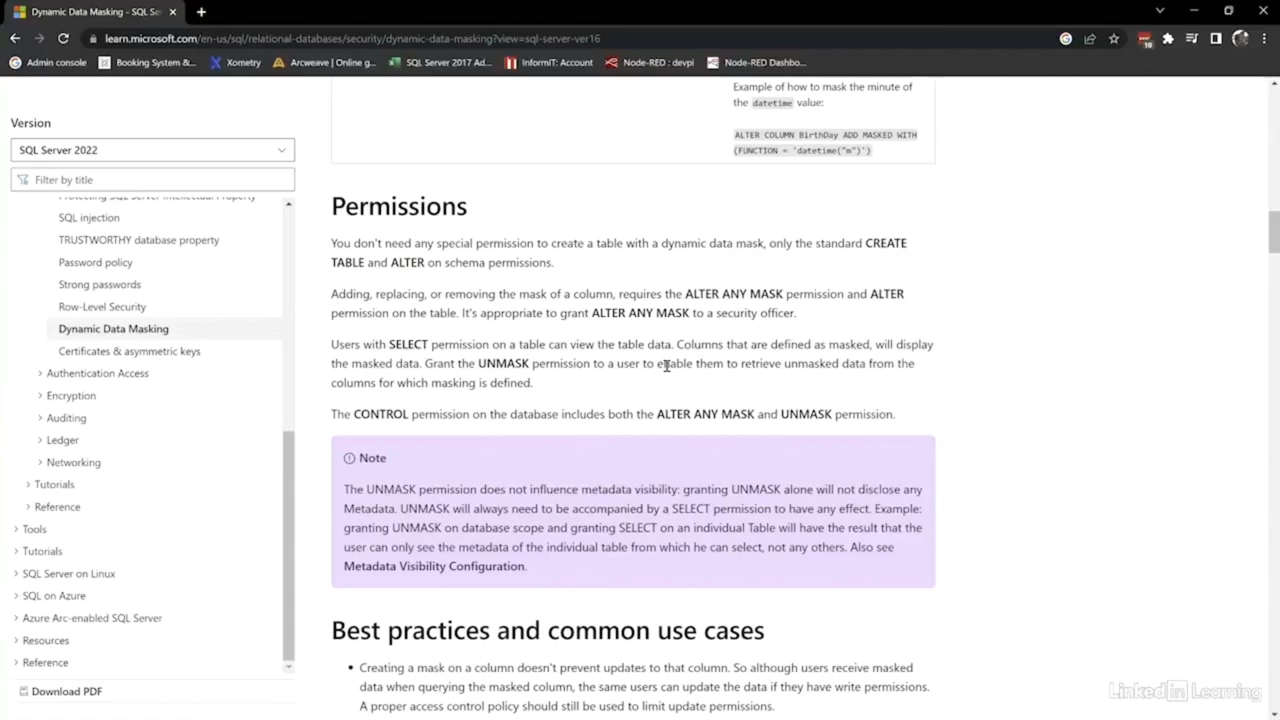 Dynamic Data Masking - SQL Se
learn.microsoft.com/en-us/sql/relational-databases/security/dynamic-data-masking?view=sql-server-ver16
10
Admin console
Booking System &...
Xometry
Arcweave | Online g...
SQL Server 2017 Ad...
InformIT: Account
Node-RED : devpi
Node-RED Dashbo...
Version
SQL Server 2022
Filter by title
Protecting SQL Server Intellectual Property
SQL injection
TRUSTWORTHY database property
Password policy
Strong passwords
Row-Level Security
Dynamic Data Masking
Certificates & asymmetric keys
Authentication Access
Encryption
Auditing
Ledger
Networking
Tutorials
Reference
Tools
Tutorials
SQL Server on Linux
SQL on Azure
Azure Arc-enabled SQL Server
Resources
Reference
Download PDF
Example of how to mask the minute of
the datetime value:
ALTER COLUMN BirthDay ADD MASKED WITH
(FUNCTION = 'datetime("m")')
Permissions
You don't need any special permission to create a table with a dynamic data mask, only the standard CREATE
TABLE and ALTER on schema permissions.
Adding, replacing, or removing the mask of a column, requires the ALTER ANY MASK permission and ALTER
permission on the table. It's appropriate to grant ALTER ANY MASK to a security officer.
Users with SELECT permission on a table can view the table data. Columns that are defined as masked, will display
the masked data. Grant the UNMASK permission to a user to enable them to retrieve unmasked data from the
columns for which masking is defined.
The CONTROL permission on the database includes both the ALTER ANY MASK and UNMASK permission.
Note
The UNMASK permission does not influence metadata visibility: granting UNMASK alone will not disclose any
Metadata. UNMASK will always need to be accompanied by a SELECT permission to have any effect. Example:
granting UNMASK on database scope and granting SELECT on an individual Table will have the result that the
user can only see the metadata of the individual table from which he can select, not any others. Also see
Metadata Visibility Configuration.
Best practices and common use cases
• Creating a mask on a column doesn't prevent updates to that column. So although users receive masked
data when querying the masked column, the same users can update the data if they have write permissions.
A proper access control policy should still be used to limit update permissions.
LinkedIn Learning